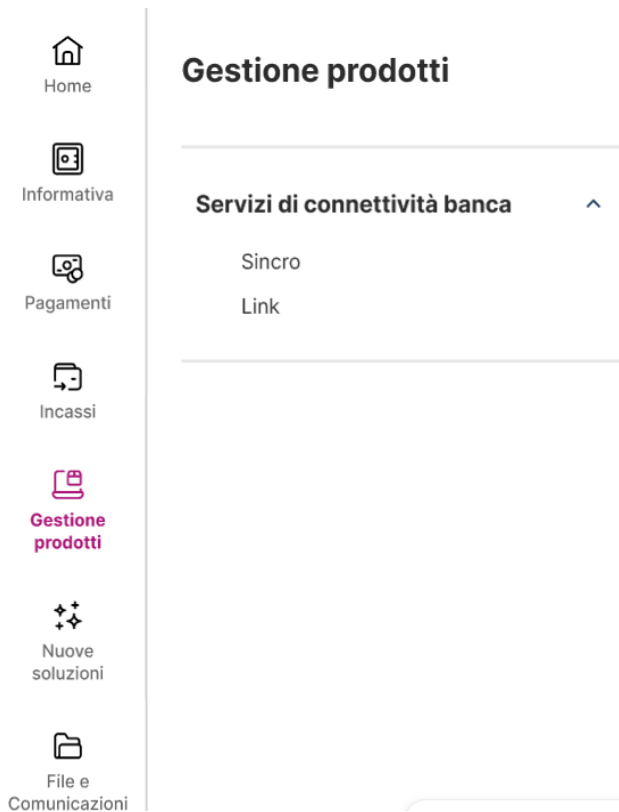 Home
Informativa
Pagamenti
Incassi
Gestione
prodotti
Nuove
soluzioni
File e
Comunicazioni
Gestione prodotti
Servizi di connettività banca
Sincro
Link